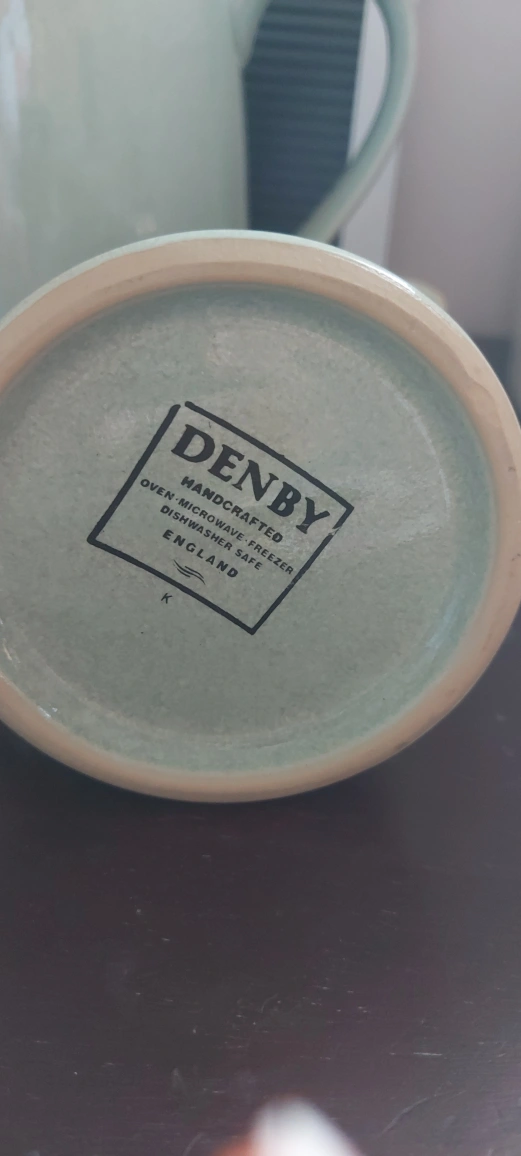 DENBY
HANDCRAFTED
OVEN·MICROWAVE·FREEZER
DISHWASHER SAFE
ENGLAND
K